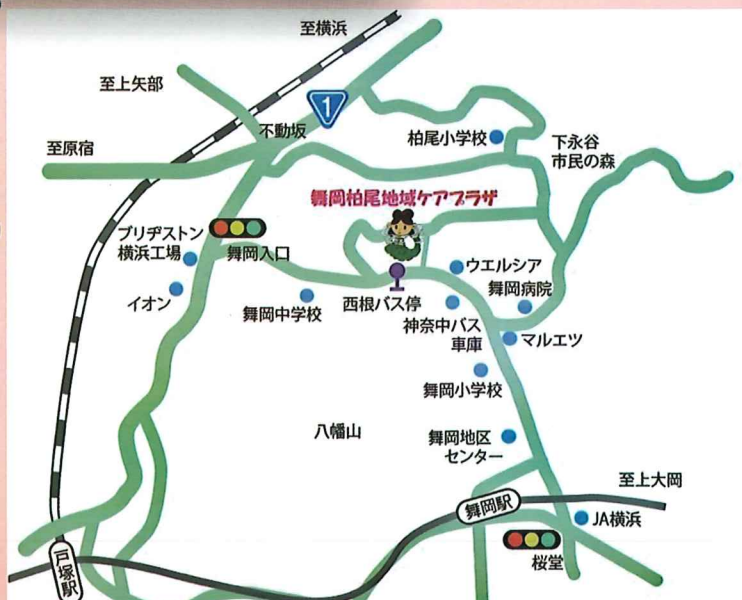 至横浜
至上矢部
1
不動坂
至原宿
柏尾小学校
下永谷
市民の森
舞岡柏尾地域ケアプラザ
ブリヂストン
横浜工場
舞岡入口
ウエルシア
イオン
舞岡中学校
西根バス停
舞岡病院
神奈中バス
車庫
マルエツ
舞岡小学校
八幡山
舞岡地区
センター
至上大岡
舞岡駅
JA横浜
桜堂
戸塚駅